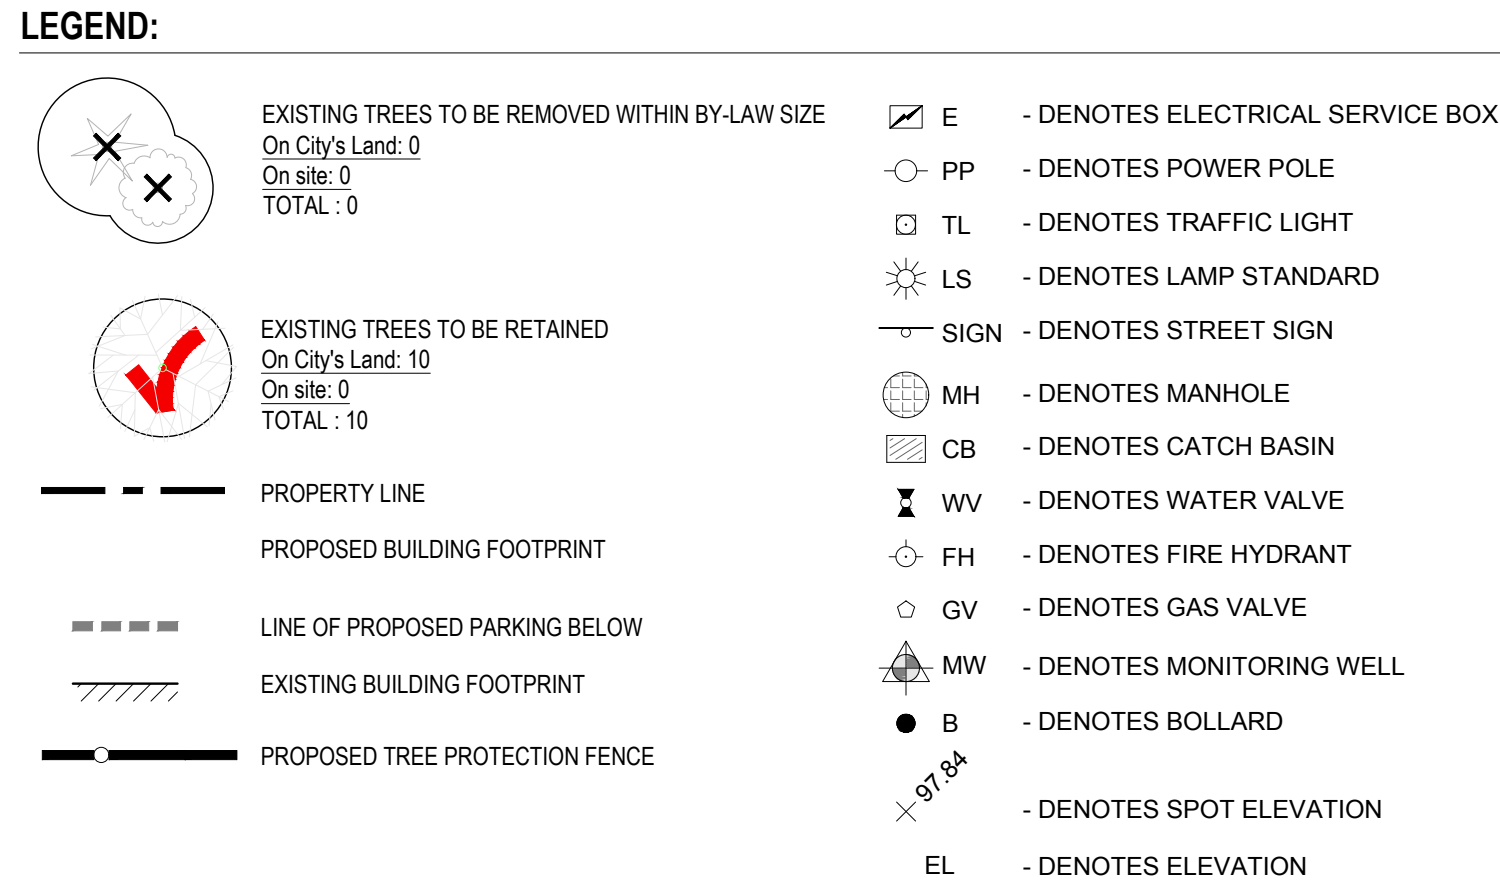 LEGEND:
EXISTING TREES TO BE REMOVED WITHIN BY-LAW SIZE
On City's Land: 0
On site: 0
TOTAL : 0
EXISTING TREES TO BE RETAINED
On City's Land: 10
On site: 0
TOTAL : 10
PROPERTY LINE
PROPOSED BUILDING FOOTPRINT
LINE OF PROPOSED PARKING BELOW
EXISTING BUILDING FOOTPRINT
PROPOSED TREE PROTECTION FENCE
E - DENOTES ELECTRICAL SERVICE BOX
PP - DENOTES POWER POLE
TL - DENOTES TRAFFIC LIGHT
LS - DENOTES LAMP STANDARD
SIGN - DENOTES STREET SIGN
MH - DENOTES MANHOLE
CB - DENOTES CATCH BASIN
WV - DENOTES WATER VALVE
FH - DENOTES FIRE HYDRANT
GV - DENOTES GAS VALVE
MW - DENOTES MONITORING WELL
B - DENOTES BOLLARD
97.84 - DENOTES SPOT ELEVATION
EL - DENOTES ELEVATION